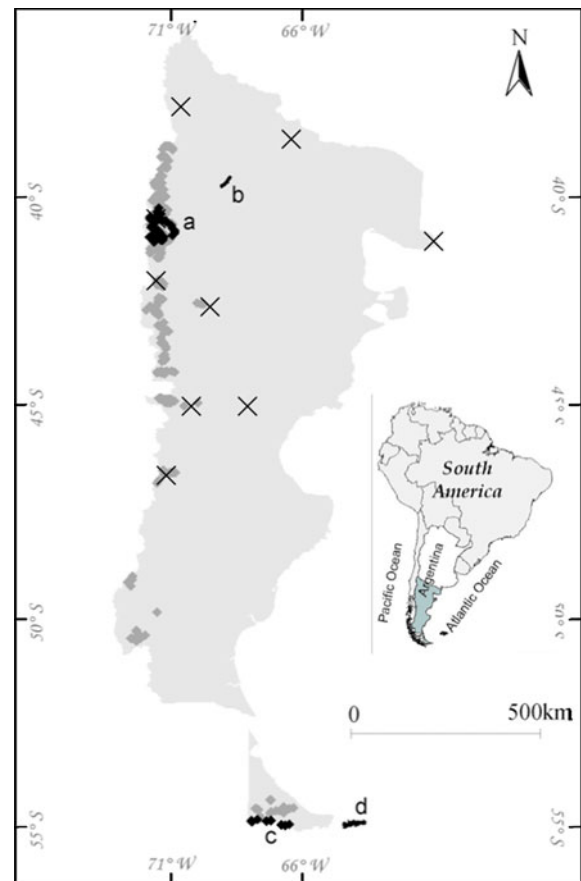 71° W 66° W
N
40° S 40° S
a
b
45° S 45° S
South
America
Pacific Ocean
Argentina
Atlantic Ocean
50° S 50° S
0 500km
c
d
55° S 55° S
71° W 66° W